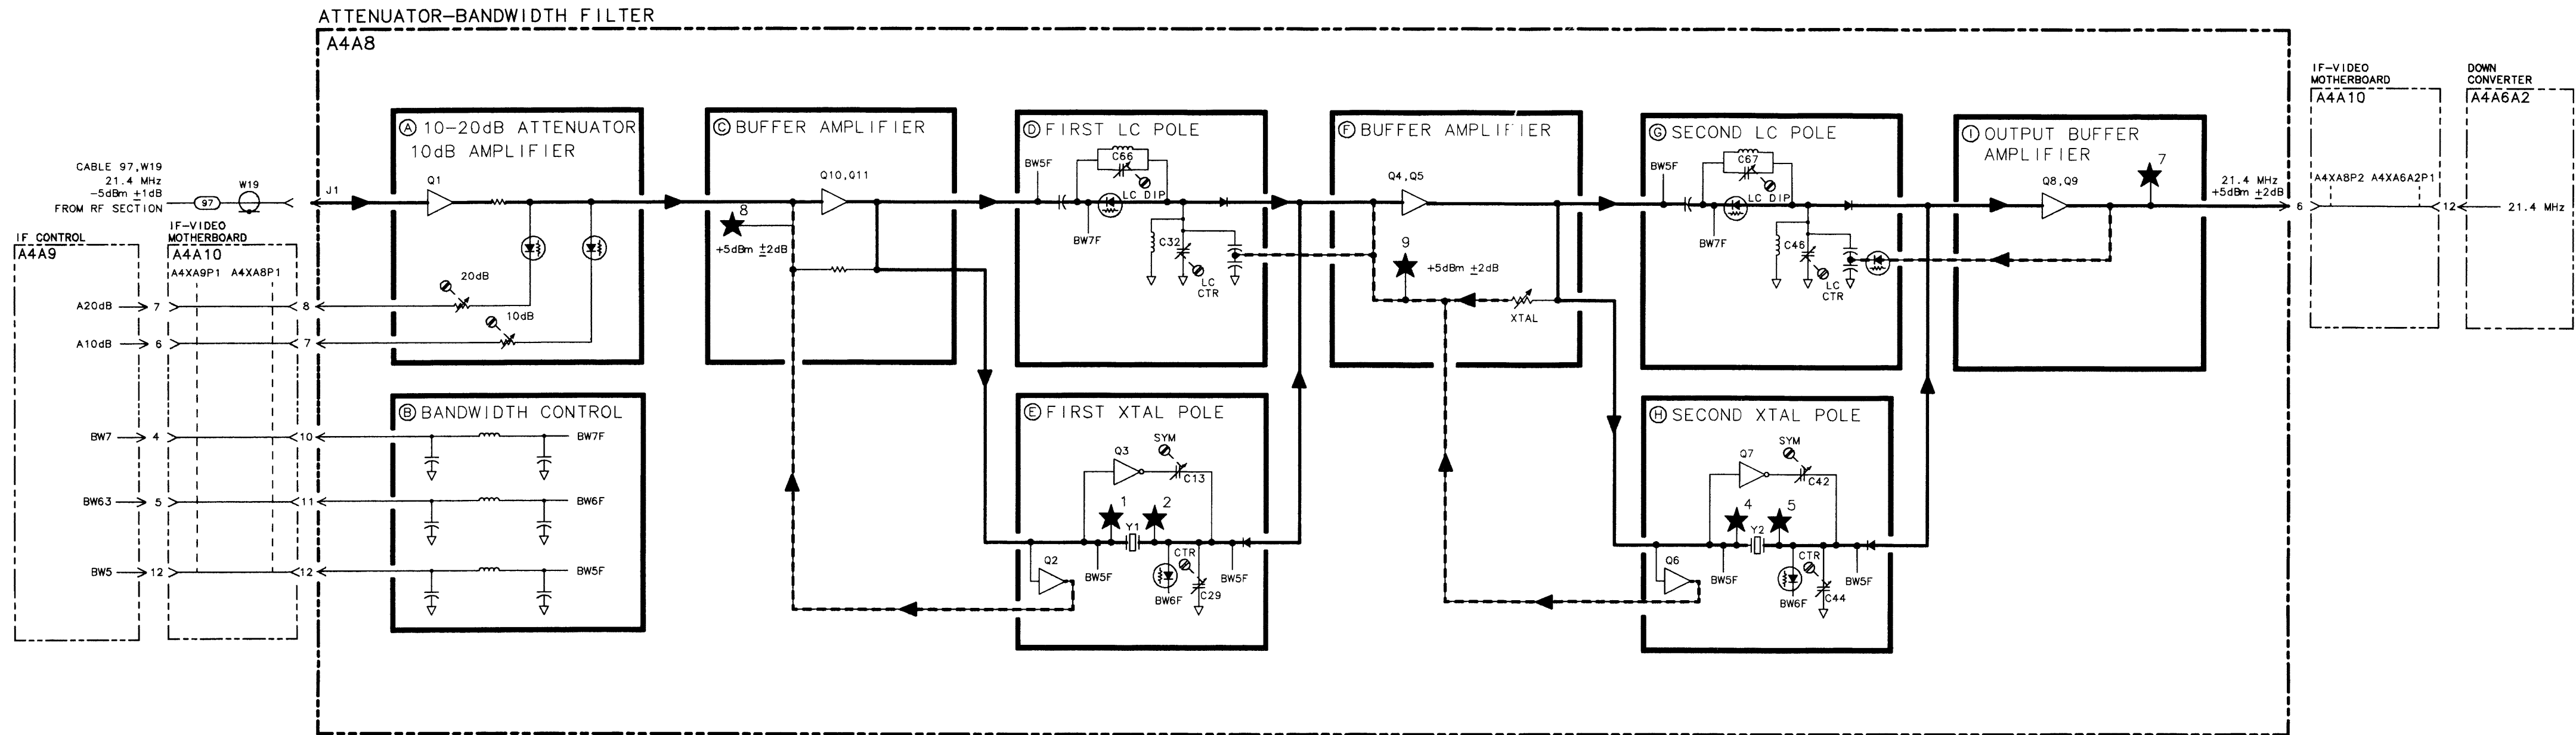 ATTENUATOR-BANDWIDTH FILTER
A4A8
CABLE 97,W19
21.4 MHz
-5dBm ±1dB
FROM RF SECTION
97
W19
J1
IF CONTROL
A4A9
IF-VIDEO
MOTHERBOARD
A4A10
A4XA9P1 A4XA8P1
A20dB 7 8
A10dB 6 7
BW7 4 10
BW63 5 11
BW5 12 12
A 10-20dB ATTENUATOR
10dB AMPLIFIER
Q1
20dB
10dB
B BANDWIDTH CONTROL
BW7F
BW6F
BW5F
C BUFFER AMPLIFIER
Q10,Q11
8
+5dBm ±2dB
D FIRST LC POLE
BW5F
C66
LC DIP
BW7F
C32
LC
CTR
E FIRST XTAL POLE
SYM
Q3
C13
1
2
Y1
Q2
BW5F
CTR
BW6F
C29
BW5F
F BUFFER AMPLIFIER
Q4,Q5
9
+5dBm ±2dB
XTAL
G SECOND LC POLE
BW5F
C67
LC DIP
BW7F
C46
LC
CTR
H SECOND XTAL POLE
SYM
Q7
C42
4
5
Y2
Q6
BW5F
CTR
BW6F
C44
BW5F
I OUTPUT BUFFER
AMPLIFIER
7
Q8,Q9
21.4 MHz
+5dBm ±2dB
6
IF-VIDEO
MOTHERBOARD
A4A10
A4XA8P2 A4XA6A2P1
12
DOWN
CONVERTER
A4A6A2
21.4 MHz